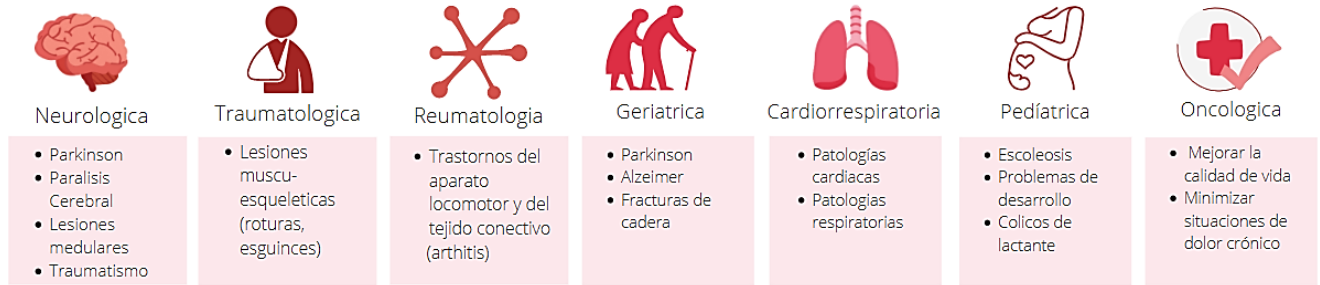 Neurologica
• Parkinson
• Paralisis
Cerebral
• Lesiones
medulares
• Traumatismo
Traumatologica
• Lesiones
muscu-
esqueleticas
(roturas,
esguinces)
Reumatologia
• Trastornos del
aparato
locomotor y del
tejido conectivo
(arthitis)
Geriatrica
• Parkinson
• Alzeimer
• Fracturas de
cadera
Cardiorrespiratoria
• Patologías
cardiacas
• Patologias
respiratorias
Pedíatrica
• Escoleosis
• Problemas de
desarrollo
• Colicos de
lactante
Oncologica
• Mejorar la
calidad de vida
• Minimizar
situaciones de
dolor crónico